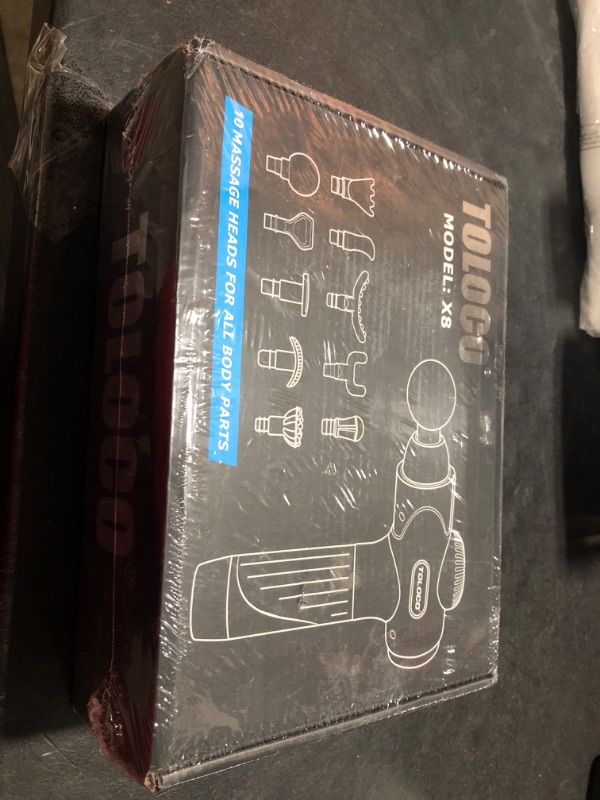 TOLOCO
MODEL: X8
10 MASSAGE HEADS FOR ALL BODY PARTS
TOLOCO
TOLOCO